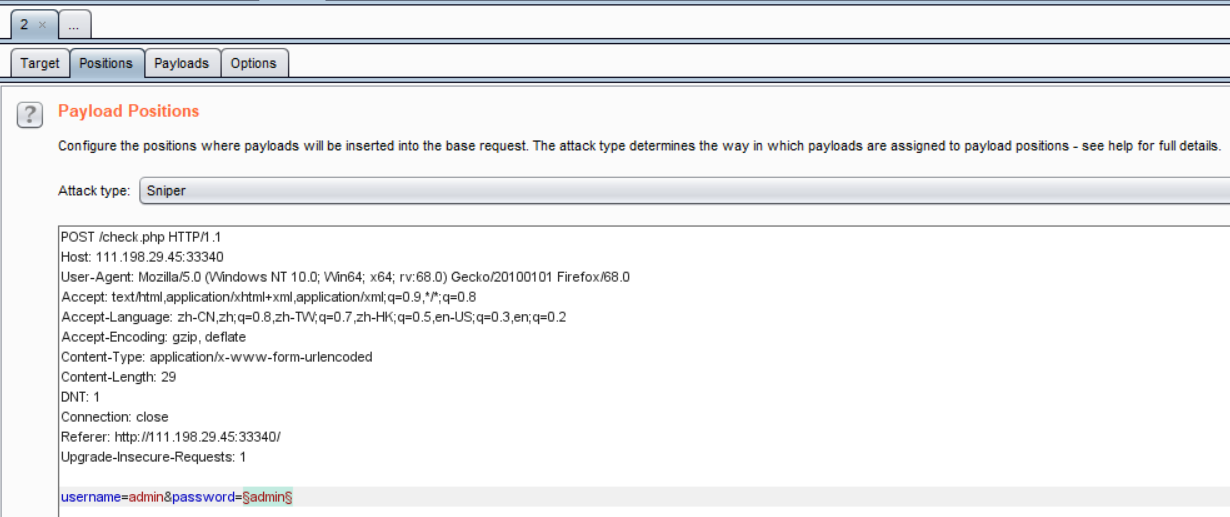 2 × ...
Target Positions Payloads Options
? Payload Positions
Configure the positions where payloads will be inserted into the base request. The attack type determines the way in which payloads are assigned to payload positions - see help for full details.
Attack type: Sniper
POST /check.php HTTP/1.1
Host: 111.198.29.45:33340
User-Agent: Mozilla/5.0 (Windows NT 10.0; Win64; x64; rv:68.0) Gecko/20100101 Firefox/68.0
Accept: text/html,application/xhtml+xml,application/xml;q=0.9,*/*;q=0.8
Accept-Language: zh-CN,zh;q=0.8,zh-TW;q=0.7,zh-HK;q=0.5,en-US;q=0.3,en;q=0.2
Accept-Encoding: gzip, deflate
Content-Type: application/x-www-form-urlencoded
Content-Length: 29
DNT: 1
Connection: close
Referer: http://111.198.29.45:33340/
Upgrade-Insecure-Requests: 1
username=admin&password=§admin§